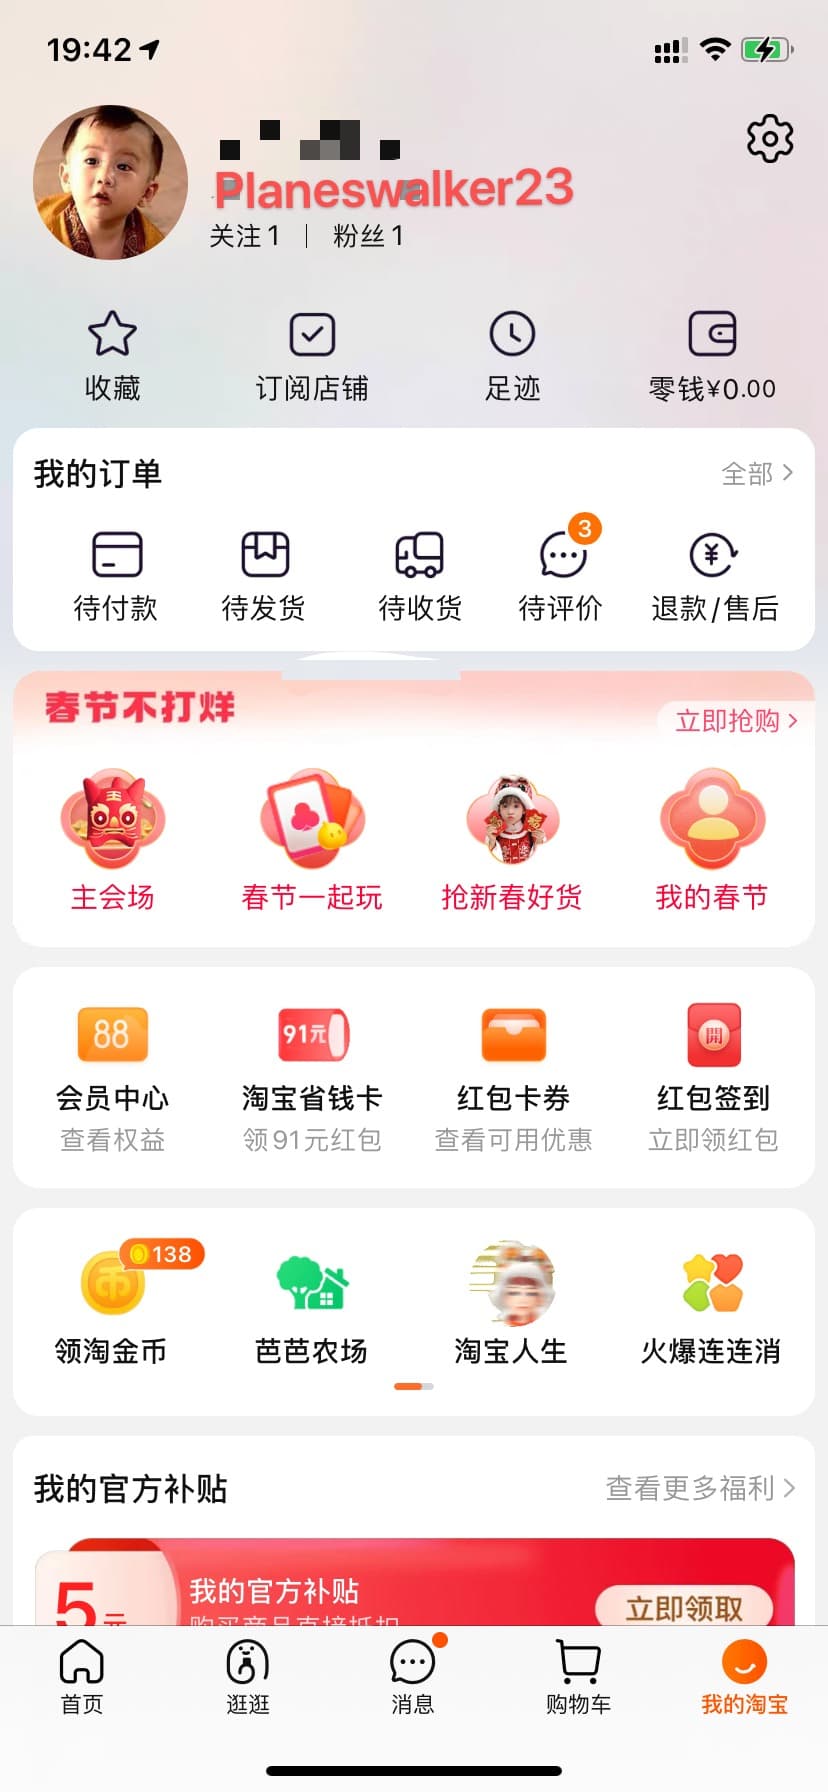 19:42
Planeswalker23
关注 1 | 粉丝 1
收藏 订阅店铺 足迹 零钱¥0.00
我的订单 全部
3
待付款 待发货 待收货 待评价 退款/售后
春节不打烊
立即抢购
主会场 春节一起玩 抢新春好货 我的春节
88 91元 開
会员中心 淘宝省钱卡 红包卡券 红包签到
查看权益 领91元红包 查看可用优惠 立即领红包
138
领淘金币 芭芭农场 淘宝人生 火爆连连消
我的官方补贴 查看更多福利
我的官方补贴
5元 立即领取
购买商品直接抵扣
首页 逛逛 消息 购物车 我的淘宝